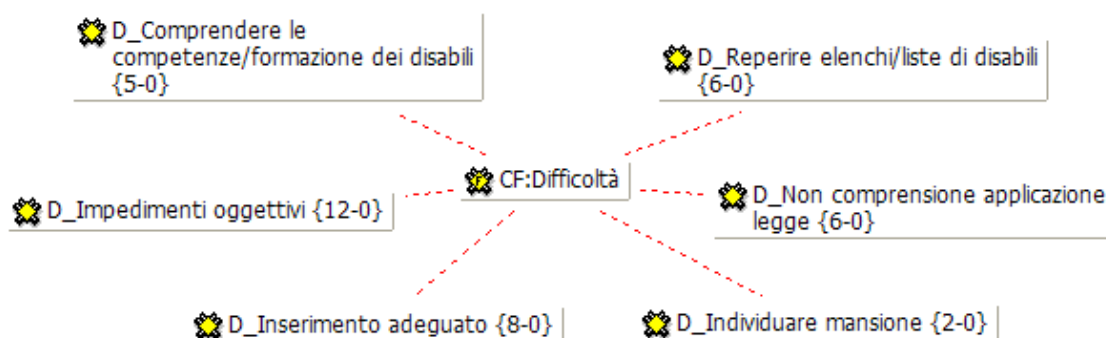 D_Comprendere le
competenze/formazione dei disabili
{5-0}
D_Reperire elenchi/liste di disabili
{6-0}
CF:Difficoltà
D_Impedimenti oggettivi {12-0}
D_Non comprensione applicazione
legge {6-0}
D_Inserimento adeguato {8-0}
D_Individuare mansione {2-0}